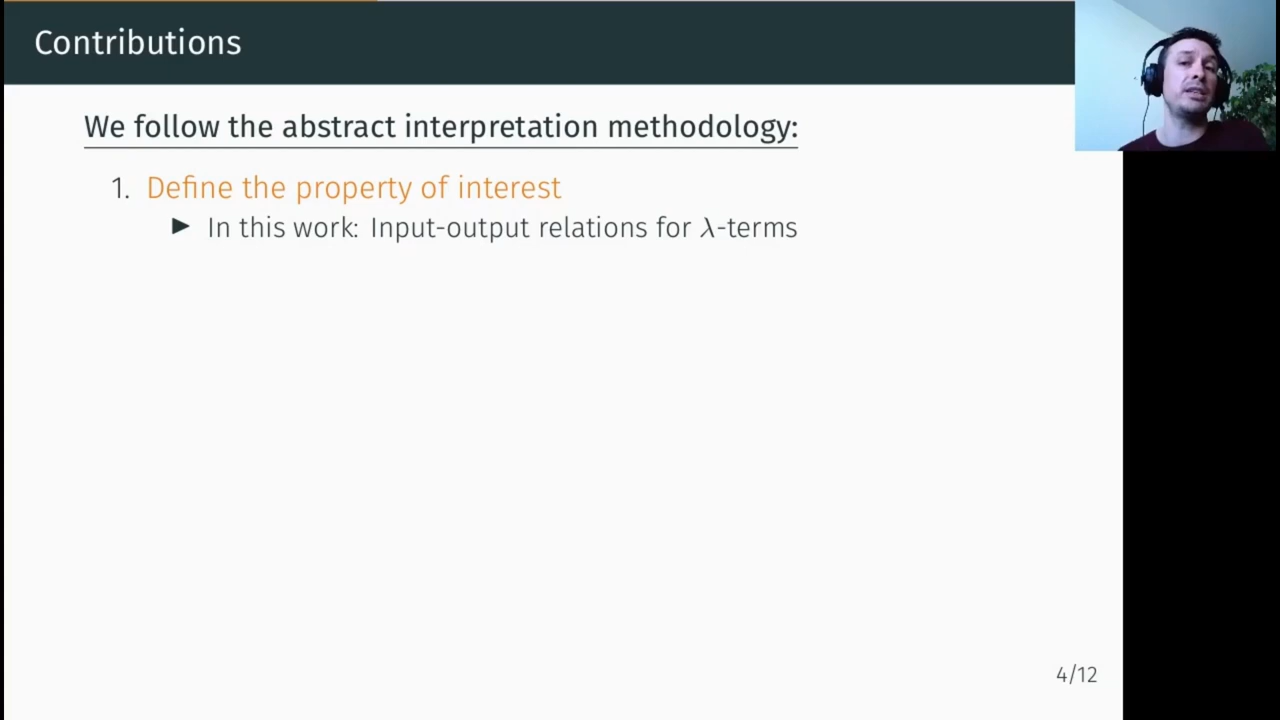 Contributions
We follow the abstract interpretation methodology:
1. Define the property of interest
▶ In this work: Input-output relations for λ-terms
4/12